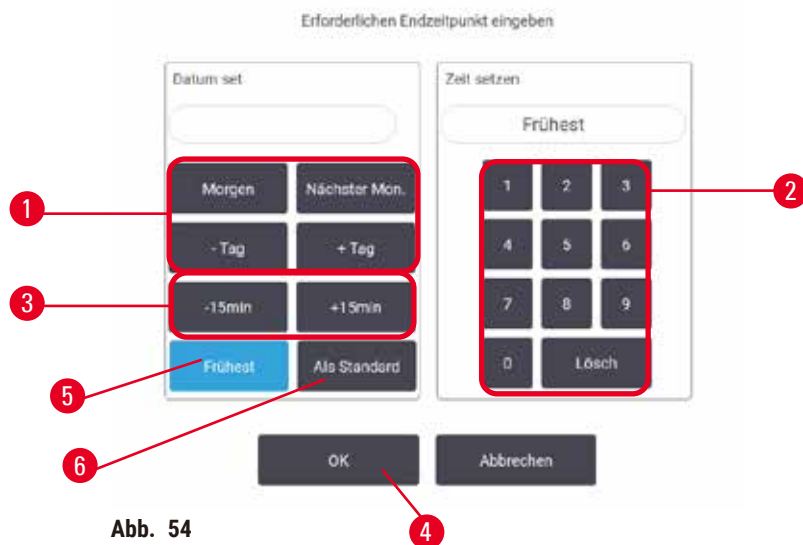 Erforderlichen Endzeitpunkt eingeben
Datum set
Zeit setzen
Frühest
Morgen
Nächster Mon.
1
2
3
2
1
- Tag
+ Tag
4
5
6
3
-15min
+15min
7
8
9
Frühest
Als Standard
0
Lösch
5
6
OK
Abbrechen
4
Abb. 54